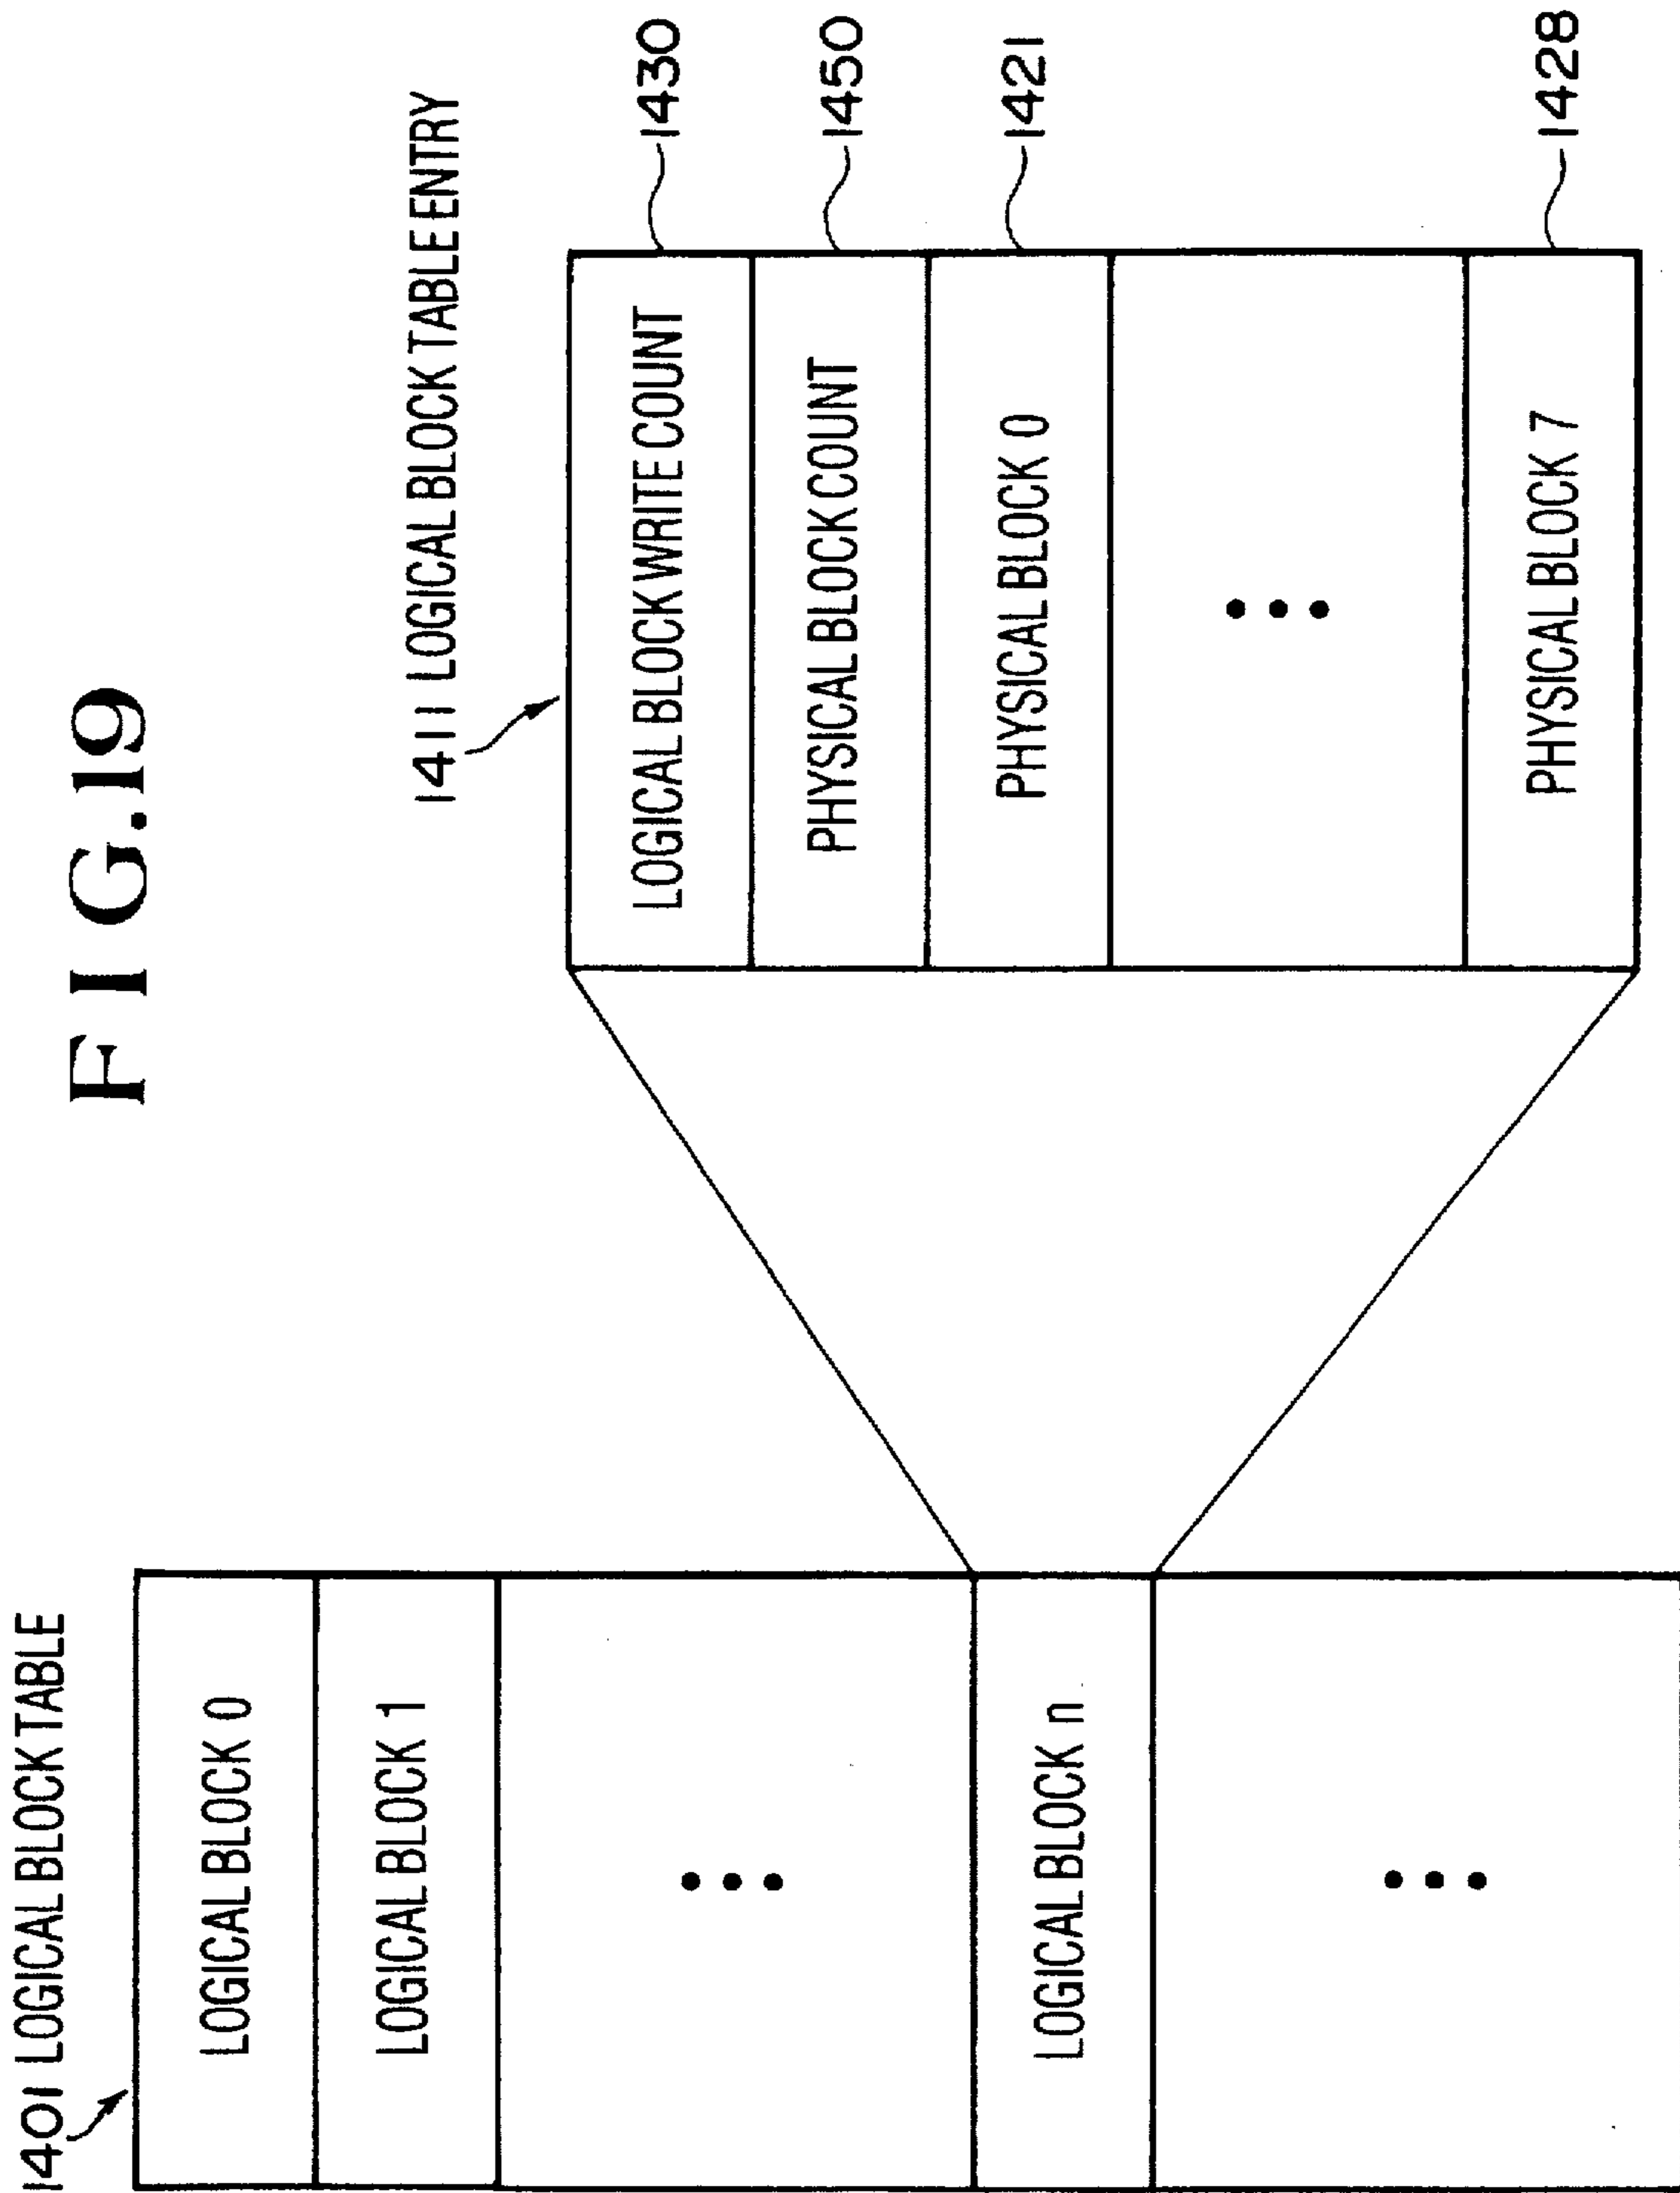 FIG.19
1401 LOGICAL BLOCK TABLE
LOGICAL BLOCK 0
LOGICAL BLOCK 1
•••
LOGICAL BLOCK n
•••
1411 LOGICAL BLOCK TABLE ENTRY
LOGICAL BLOCK WRITE COUNT
1430
PHYSICAL BLOCK COUNT
1450
PHYSICAL BLOCK 0
1421
•••
PHYSICAL BLOCK 7
1428